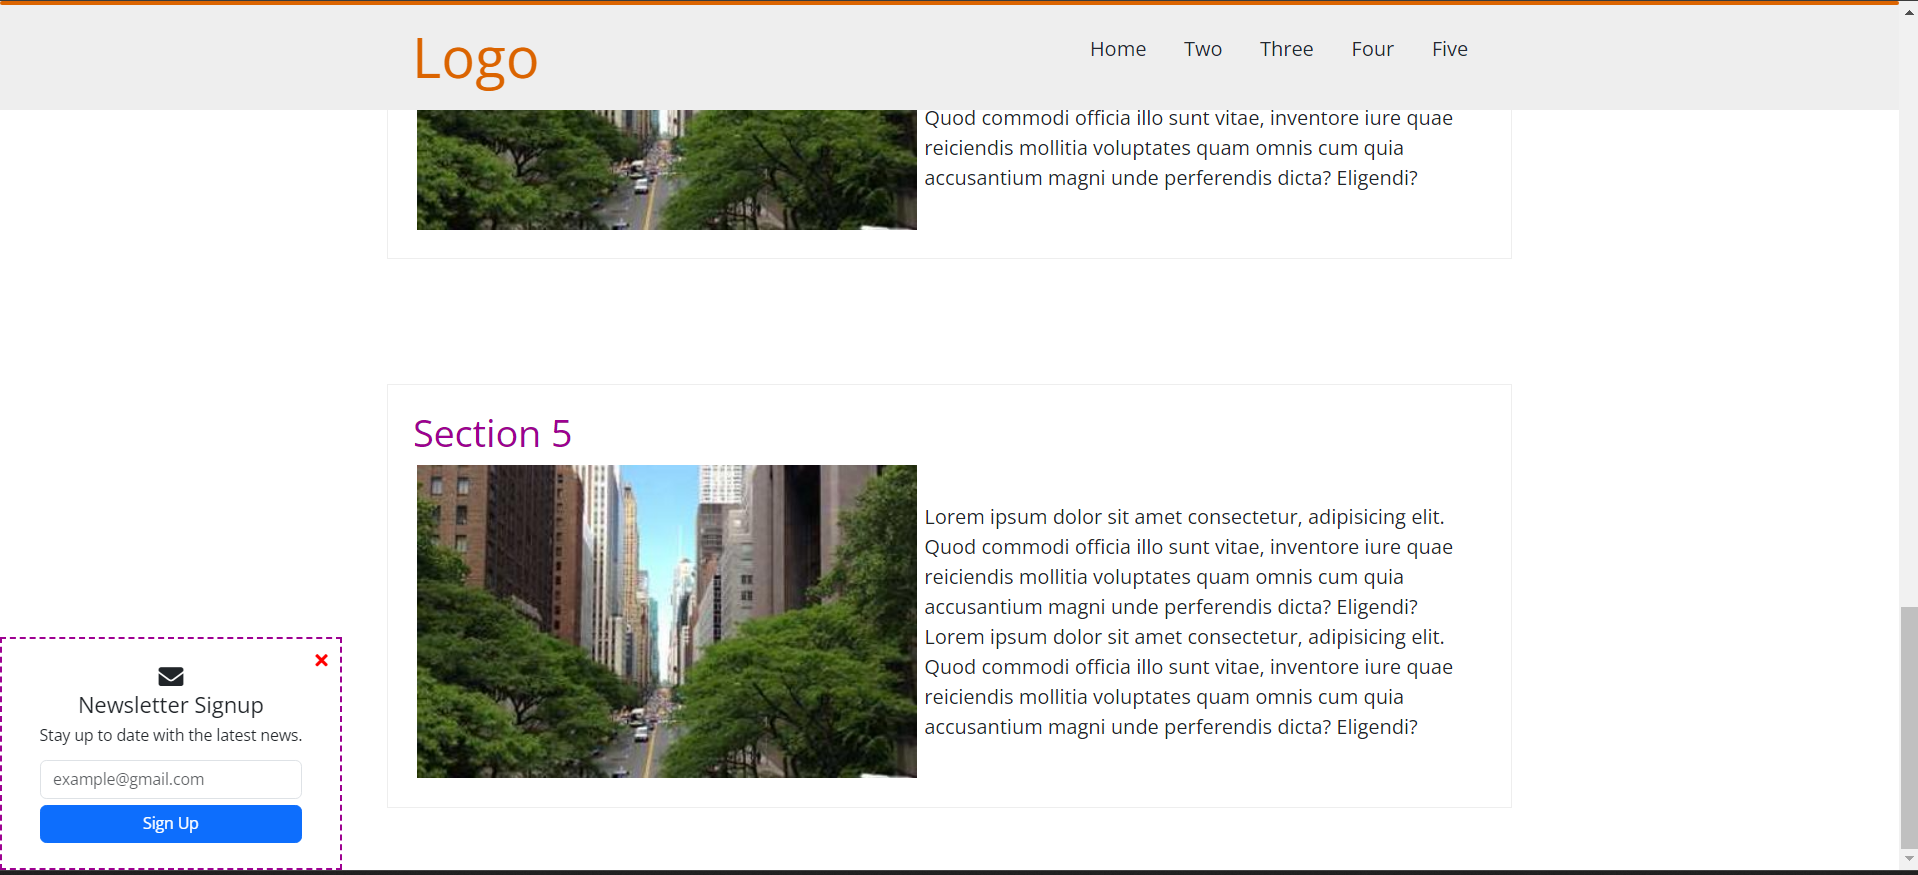 Logo
Home Two Three Four Five
Quod commodi officia illo sunt vitae, inventore iure quae
reiciendis mollitia voluptates quam omnis cum quia
accusantium magni unde perferendis dicta? Eligendi?
Section 5
Lorem ipsum dolor sit amet consectetur, adipisicing elit.
Quod commodi officia illo sunt vitae, inventore iure quae
reiciendis mollitia voluptates quam omnis cum quia
accusantium magni unde perferendis dicta? Eligendi?
Lorem ipsum dolor sit amet consectetur, adipisicing elit.
Quod commodi officia illo sunt vitae, inventore iure quae
reiciendis mollitia voluptates quam omnis cum quia
accusantium magni unde perferendis dicta? Eligendi?
Newsletter Signup
Stay up to date with the latest news.
example@gmail.com
Sign Up